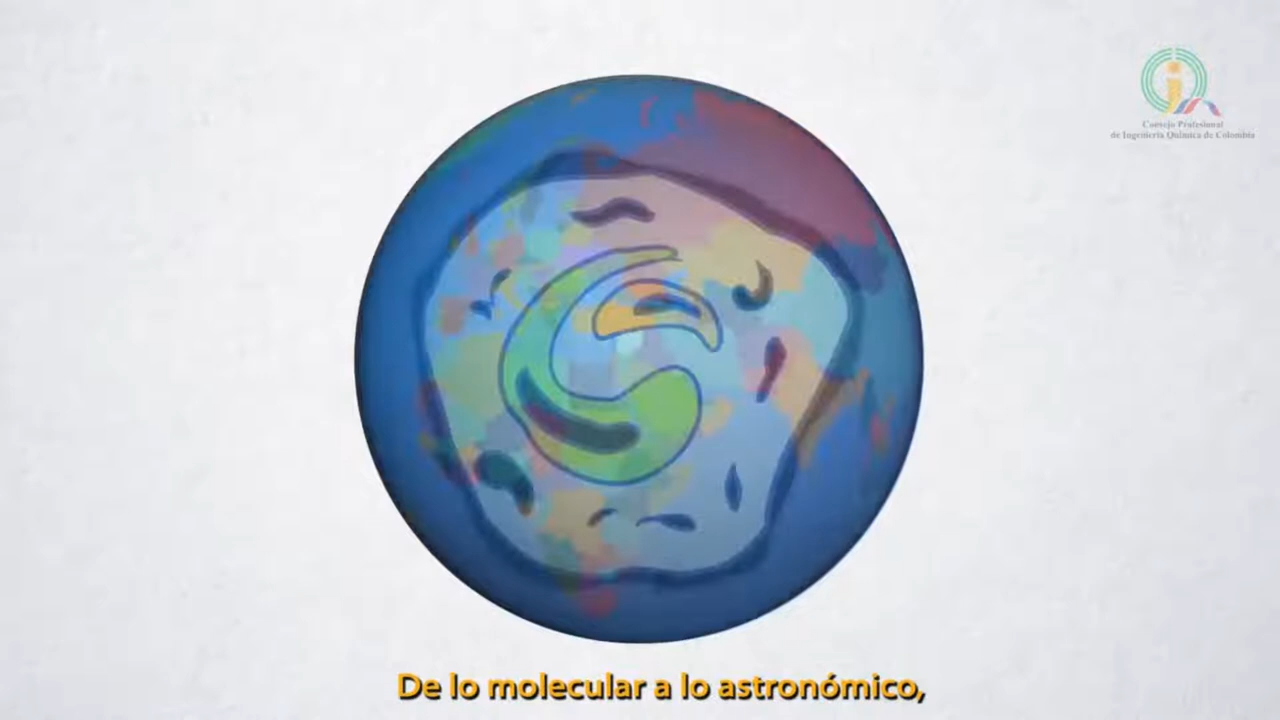 Consejo Profesional
de Ingeniería Química de Colombia
De lo molecular a lo astronómico,